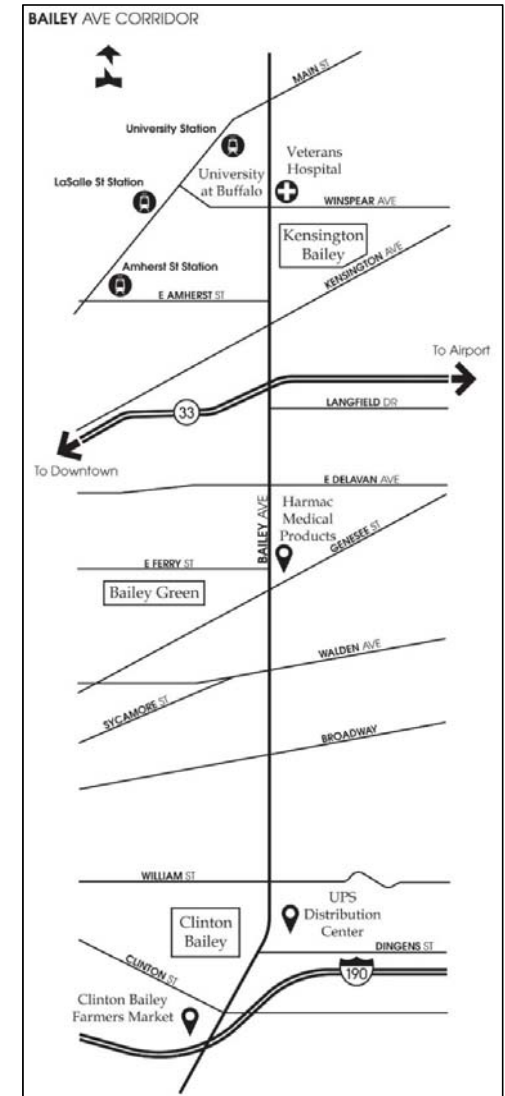 BAILEY AVE CORRIDOR
MAIN ST
University Station
Veterans
Hospital
University
at Buffalo
LaSalle St Station
WINSPEAR AVE
Kensington
Bailey
KENSINGTON AVE
Amherst St Station
E AMHERST ST
To Airport
33
LANGFIELD DR
To Downtown
E DELAVAN AVE
BAILEY AVE
Harmac
Medical
Products
GENESEE ST
E FERRY ST
Bailey Green
WALDEN AVE
SYCAMORE ST
BROADWAY
WILLIAM ST
UPS
Distribution
Center
Clinton
Bailey
DINGENS ST
CLINTON ST
190
Clinton Bailey
Farmers Market